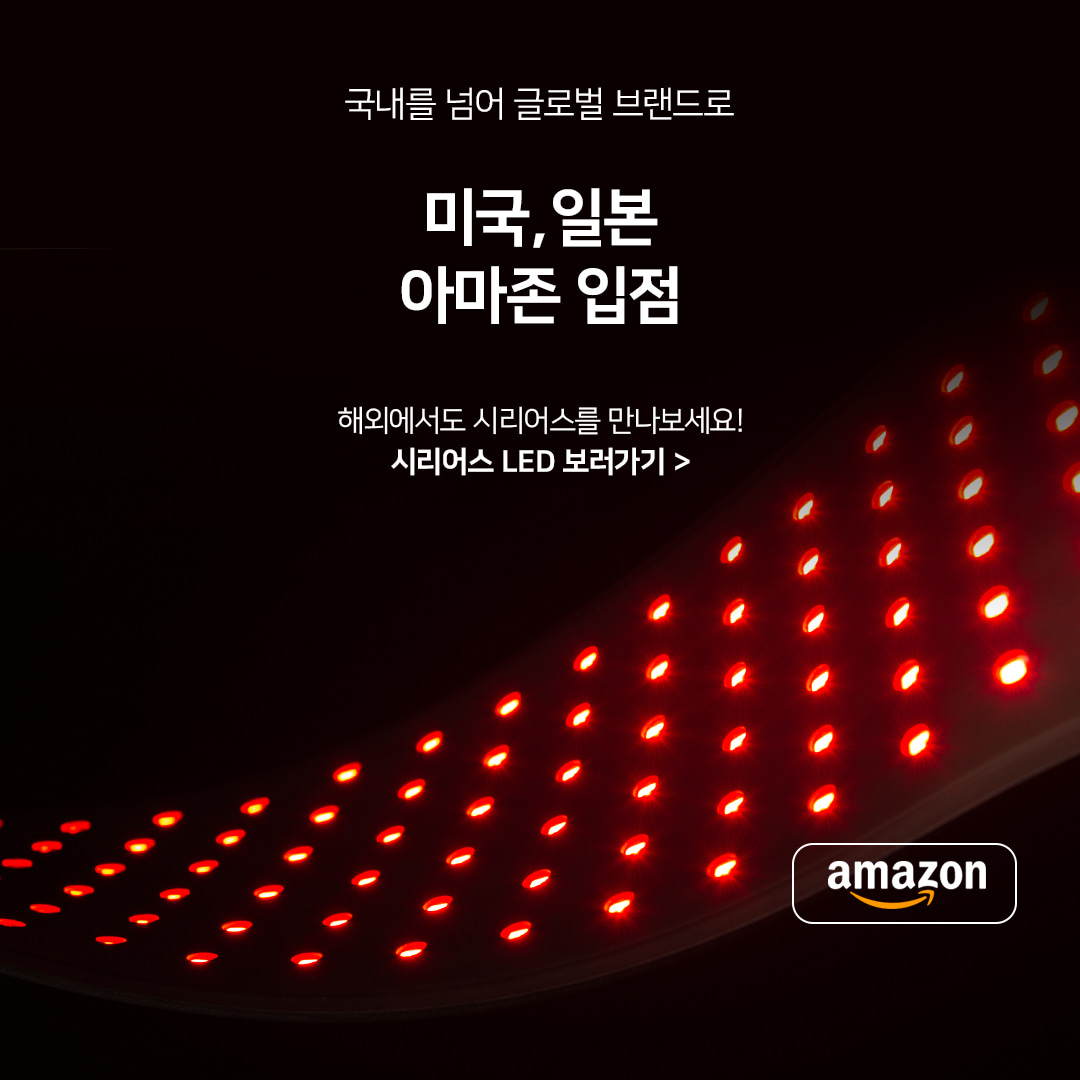 국내를 넘어 글로벌 브랜드로
미국, 일본
아마존 입점
해외에서도 시리어스를 만나보세요!
시리어스 LED 보러가기 >
amazon